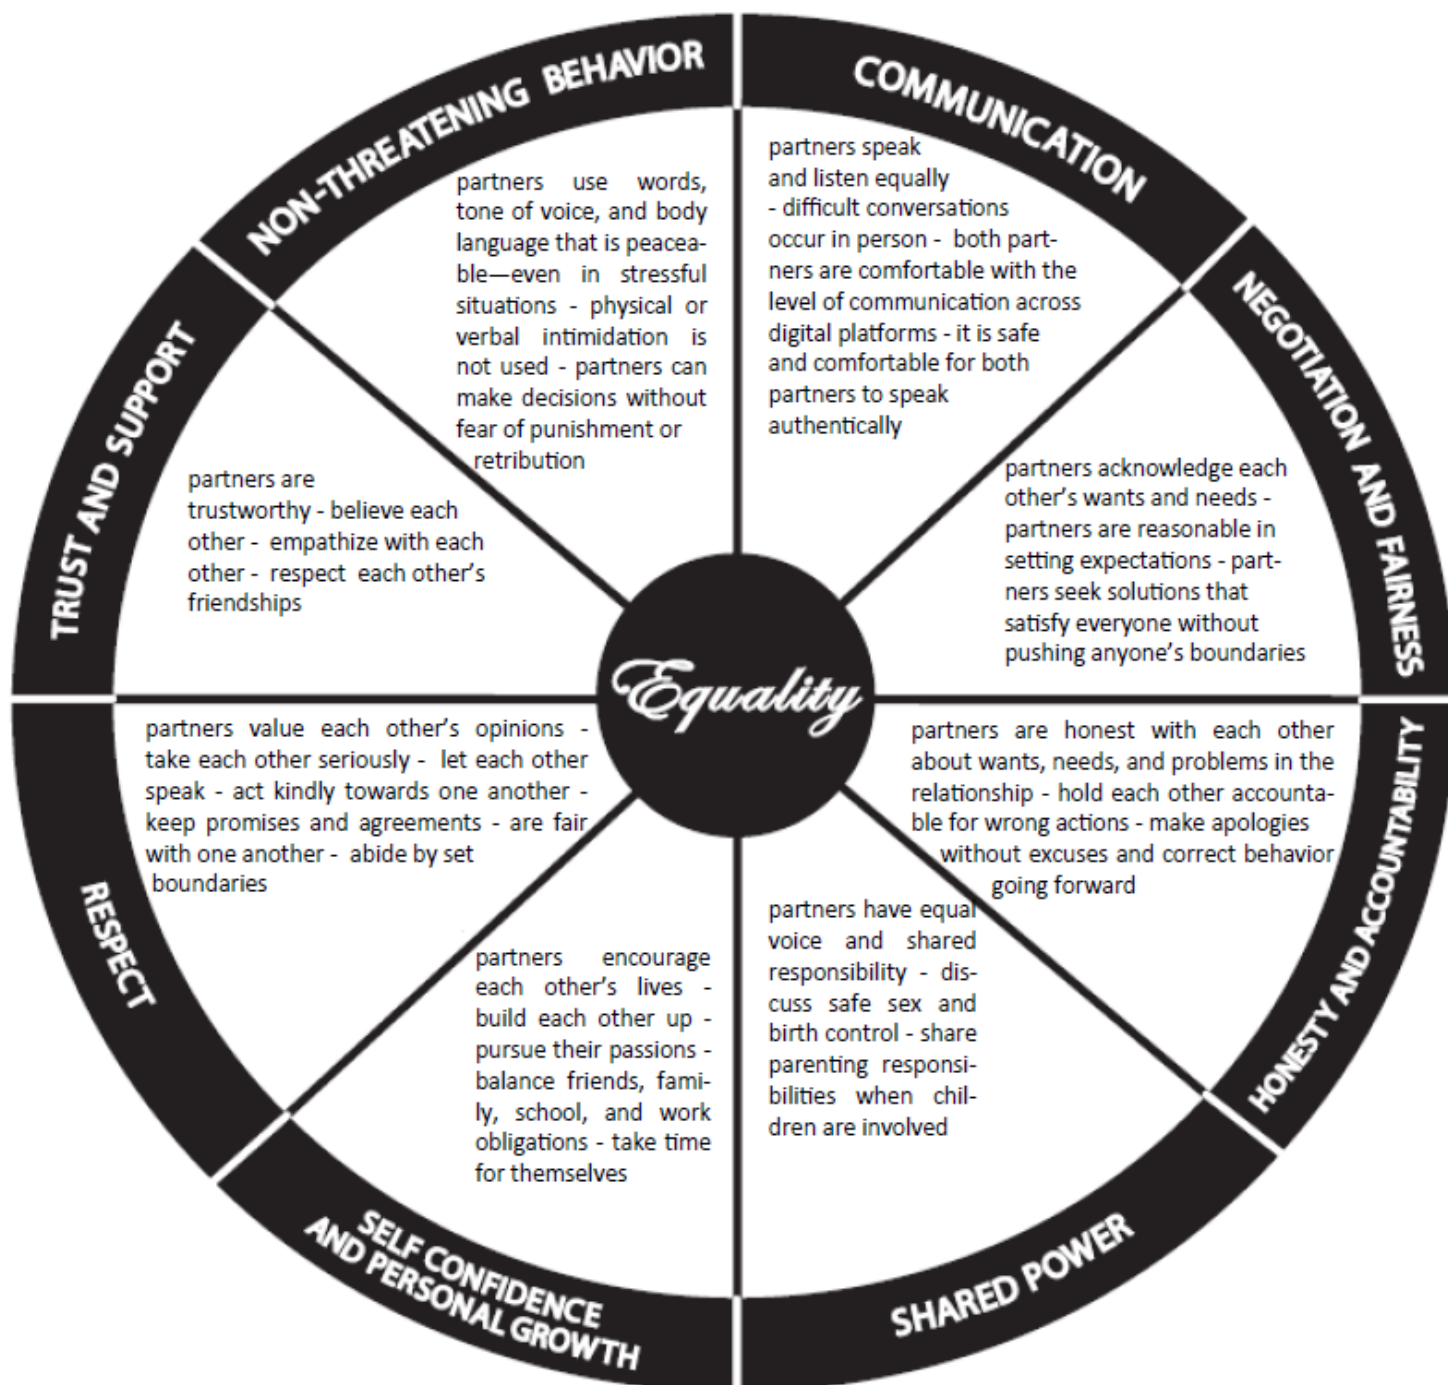 NON-THREATENING BEHAVIOR
partners use words,
tone of voice, and body
language that is peacea-
ble—even in stressful
situations - physical or
verbal intimidation is
not used - partners can
make decisions without
fear of punishment or
retribution
COMMUNICATION
partners speak
and listen equally
- difficult conversations
occur in person - both part-
ners are comfortable with the
level of communication across
digital platforms - it is safe
and comfortable for both
partners to speak
authentically
NEGOTIATION AND FAIRNESS
partners acknowledge each
other's wants and needs -
partners are reasonable in
setting expectations - part-
ners seek solutions that
satisfy everyone without
pushing anyone's boundaries
HONESTY AND ACCOUNTABILITY
partners are honest with each other
about wants, needs, and problems in the
relationship - hold each other accounta-
ble for wrong actions - make apologies
without excuses and correct behavior
going forward
SHARED POWER
partners have equal
voice and shared
responsibility - dis-
cuss safe sex and
birth control - share
parenting responsi-
bilities when chil-
dren are involved
SELF CONFIDENCE
AND PERSONAL GROWTH
partners encourage
each other's lives -
build each other up -
pursue their passions -
balance friends, fami-
ly, school, and work
obligations - take time
for themselves
RESPECT
partners value each other's opinions -
take each other seriously - let each other
speak - act kindly towards one another -
keep promises and agreements - are fair
with one another - abide by set
boundaries
TRUST AND SUPPORT
partners are
trustworthy - believe each
other - empathize with each
other - respect each other's
friendships
Equality